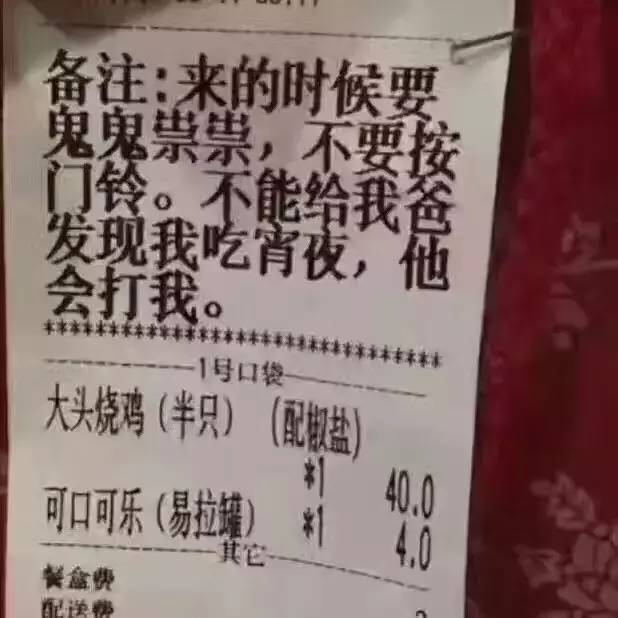 备注:来的时候要
鬼鬼祟祟，不要按
门铃。不能给我爸
发现我吃宵夜，他
会打我。
********************************
1号口袋
大头烧鸡（半只）（配椒盐）
*1 40.0
可口可乐（易拉罐） *1 4.0
其它
餐盒费
配送费